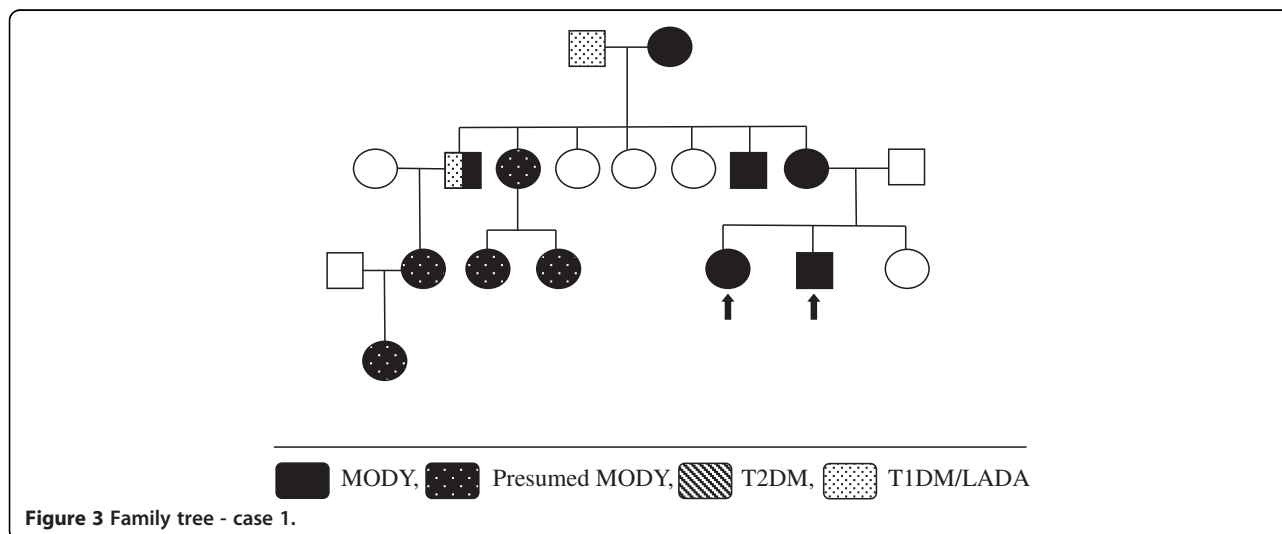 MODY, Presumed MODY, T2DM, T1DM/LADA
Figure 3 Family tree - case 1.